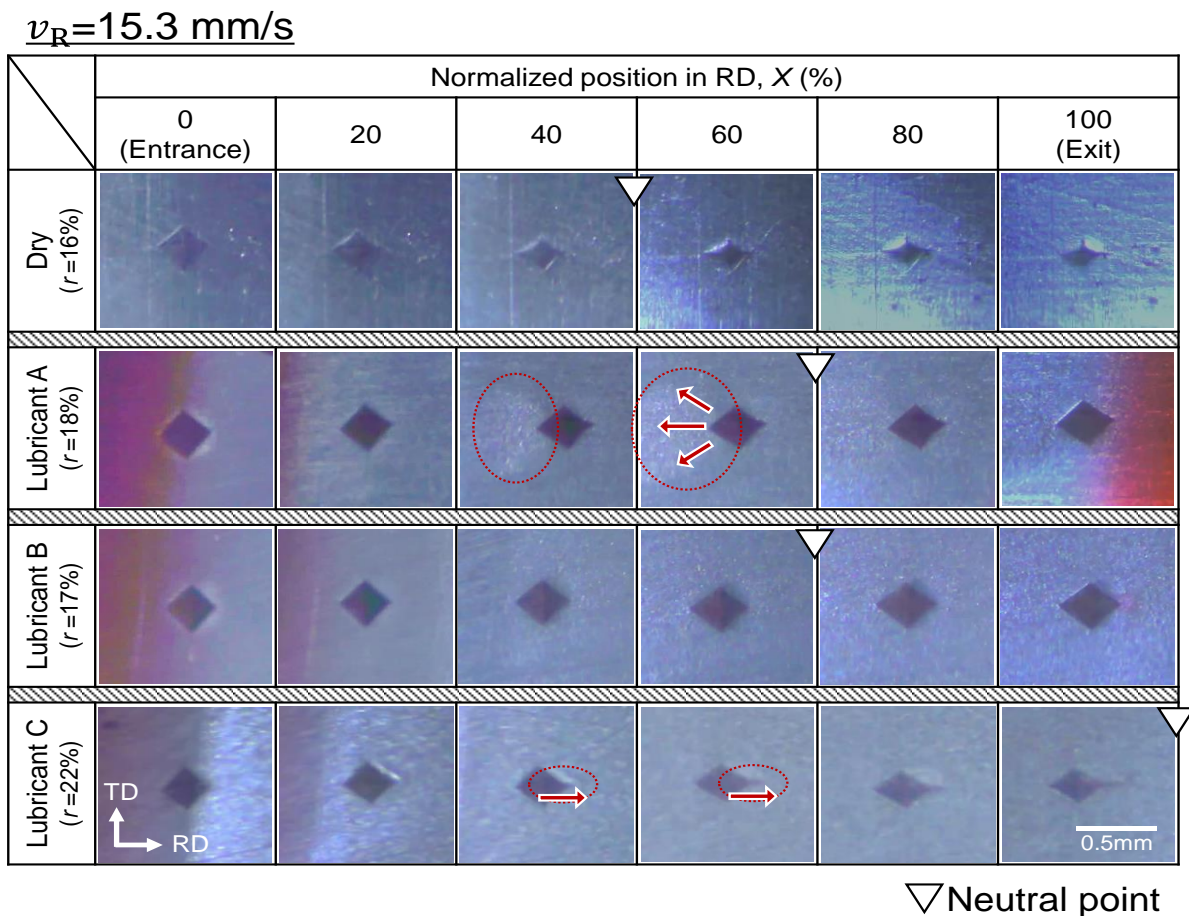 v_R=15.3 mm/s
Normalized position in RD, X (%)
0
(Entrance)
20
40
60
80
100
(Exit)
Dry
(r=16%)
Lubricant A
(r=18%)
Lubricant B
(r=17%)
Lubricant C
(r=22%)
TD
RD
0.5mm
▽Neutral point